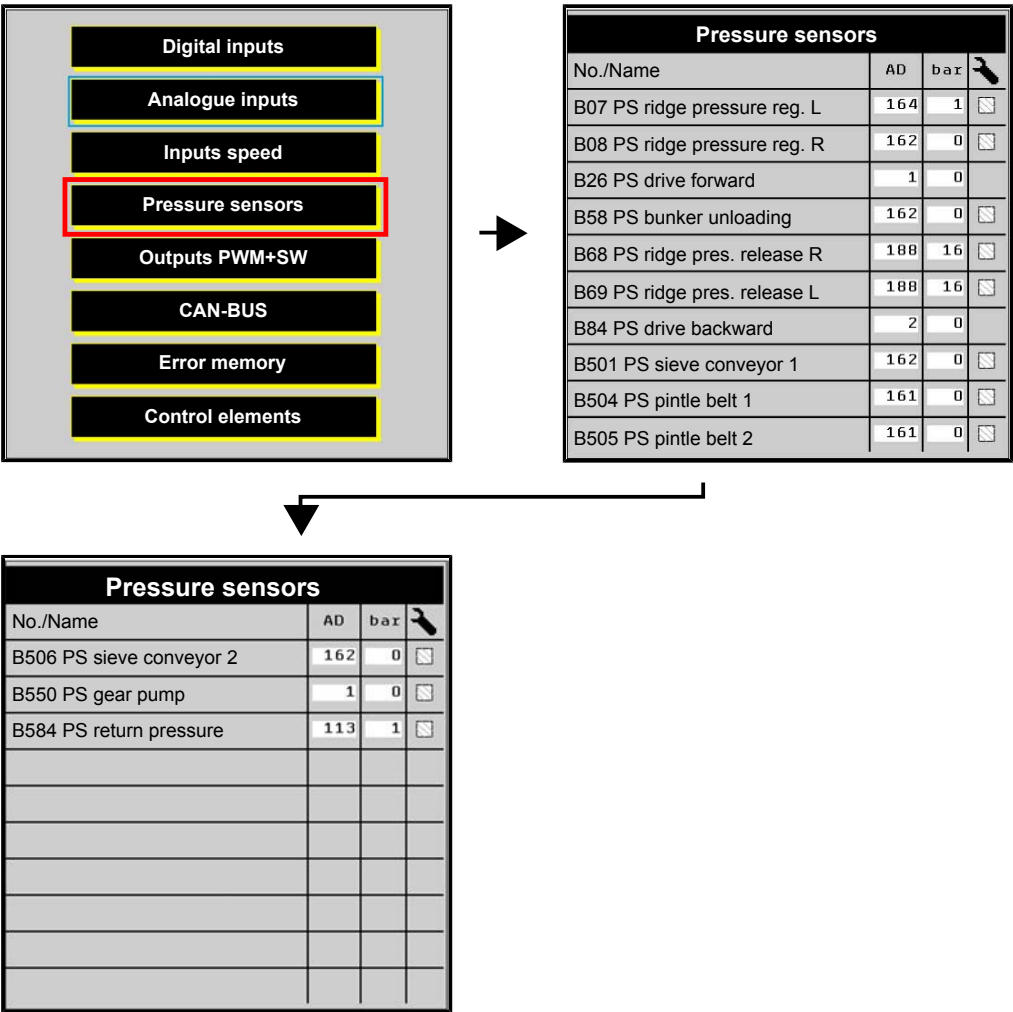 Digital inputs
Analogue inputs
Inputs speed
Pressure sensors
Outputs PWM+SW
CAN-BUS
Error memory
Control elements
Pressure sensors
No./Name AD bar
B07 PS ridge pressure reg. L 164 1
B08 PS ridge pressure reg. R 162 0
B26 PS drive forward 1 0
B58 PS bunker unloading 162 0
B68 PS ridge pres. release R 188 16
B69 PS ridge pres. release L 188 16
B84 PS drive backward 2 0
B501 PS sieve conveyor 1 162 0
B504 PS pintle belt 1 161 0
B505 PS pintle belt 2 161 0
Pressure sensors
No./Name AD bar
B506 PS sieve conveyor 2 162 0
B550 PS gear pump 1 0
B584 PS return pressure 113 1